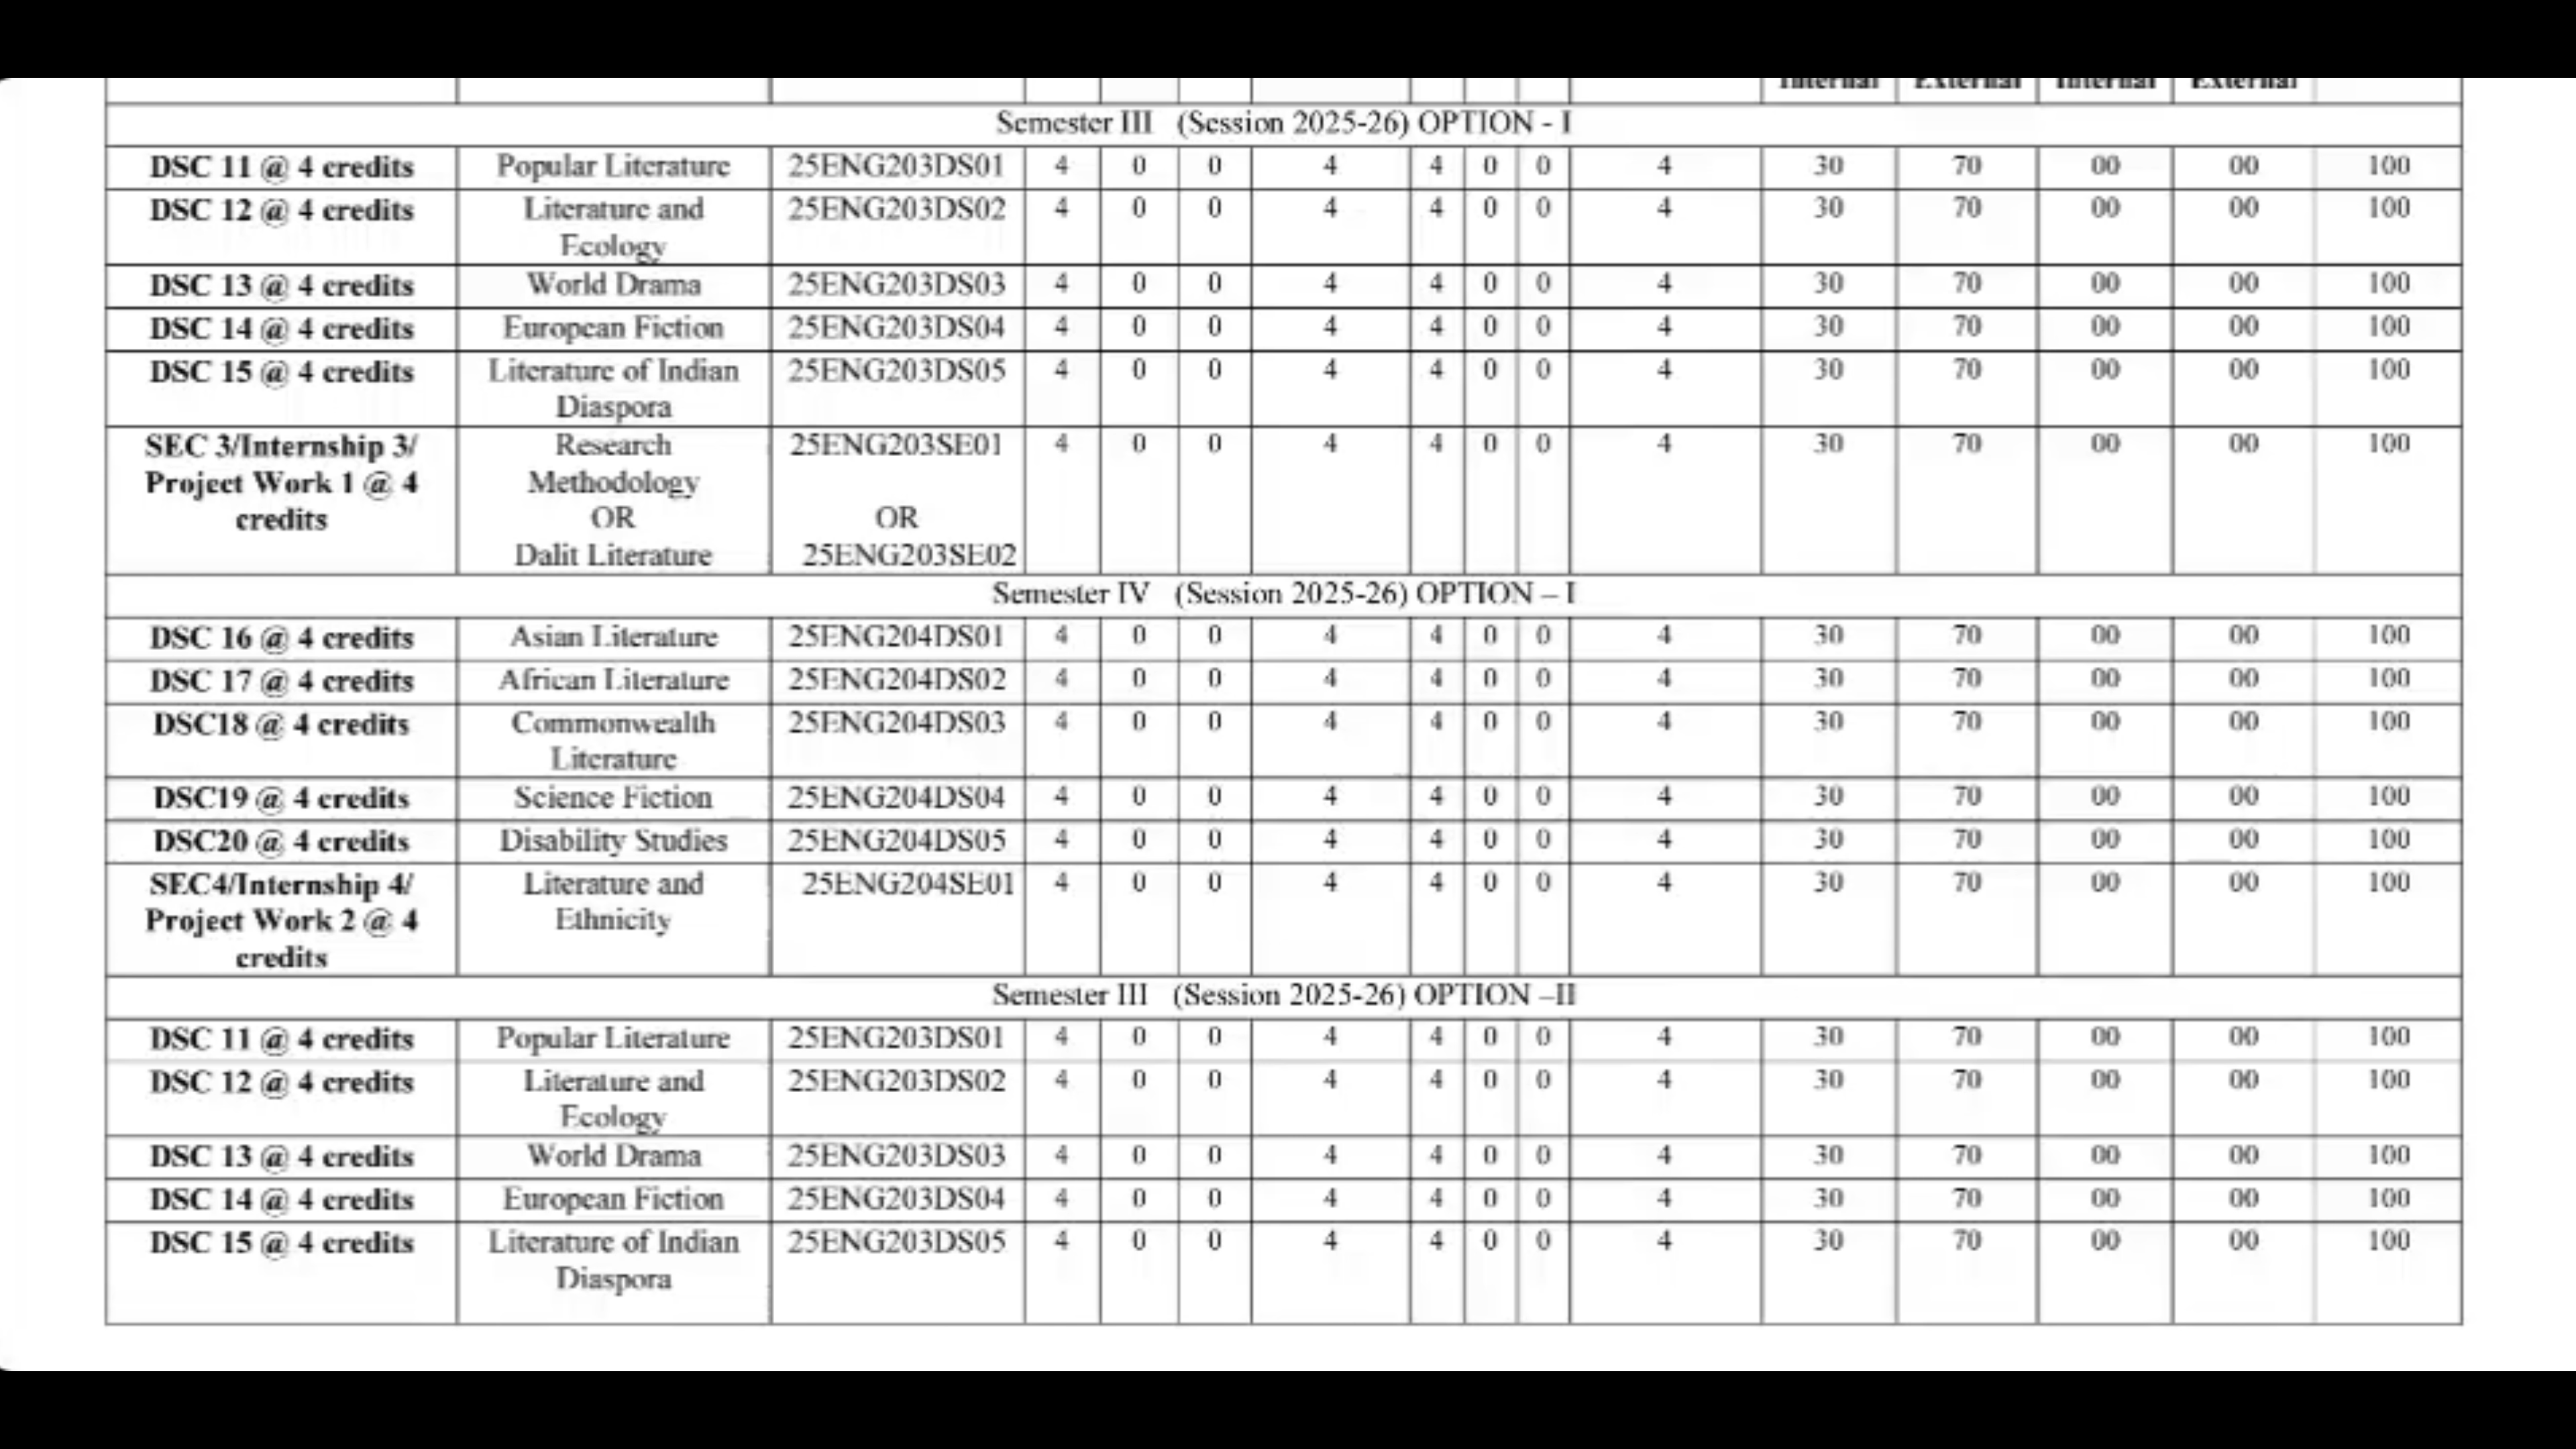 Internal External Internal External
Semester III (Session 2025-26) OPTION - I
DSC 11 @ 4 credits Popular Literature 25ENG203DS01 4 0 0 4 4 0 0 4 30 70 00 00 100
DSC 12 @ 4 credits Literature and 25ENG203DS02 4 0 0 4 4 0 0 4 30 70 00 00 100
Ecology
DSC 13 @ 4 credits World Drama 25ENG203DS03 4 0 0 4 4 0 0 4 30 70 00 00 100
DSC 14 @ 4 credits European Fiction 25ENG203DS04 4 0 0 4 4 0 0 4 30 70 00 00 100
DSC 15 @ 4 credits Literature of Indian 25ENG203DS05 4 0 0 4 4 0 0 4 30 70 00 00 100
Diaspora
SEC 3/Internship 3/ Research 25ENG203SE01 4 0 0 4 4 0 0 4 30 70 00 00 100
Project Work 1 @ 4 Methodology
credits OR OR
Dalit Literature 25ENG203SE02
Semester IV (Session 2025-26) OPTION – I
DSC 16 @ 4 credits Asian Literature 25ENG204DS01 4 0 0 4 4 0 0 4 30 70 00 00 100
DSC 17 @ 4 credits African Literature 25ENG204DS02 4 0 0 4 4 0 0 4 30 70 00 00 100
DSC18 @ 4 credits Commonwealth 25ENG204DS03 4 0 0 4 4 0 0 4 30 70 00 00 100
Literature
DSC19 @ 4 credits Science Fiction 25ENG204DS04 4 0 0 4 4 0 0 4 30 70 00 00 100
DSC20 @ 4 credits Disability Studies 25ENG204DS05 4 0 0 4 4 0 0 4 30 70 00 00 100
SEC4/Internship 4/ Literature and 25ENG204SE01 4 0 0 4 4 0 0 4 30 70 00 00 100
Project Work 2 @ 4 Ethnicity
credits
Semester III (Session 2025-26) OPTION –II
DSC 11 @ 4 credits Popular Literature 25ENG203DS01 4 0 0 4 4 0 0 4 30 70 00 00 100
DSC 12 @ 4 credits Literature and 25ENG203DS02 4 0 0 4 4 0 0 4 30 70 00 00 100
Ecology
DSC 13 @ 4 credits World Drama 25ENG203DS03 4 0 0 4 4 0 0 4 30 70 00 00 100
DSC 14 @ 4 credits European Fiction 25ENG203DS04 4 0 0 4 4 0 0 4 30 70 00 00 100
DSC 15 @ 4 credits Literature of Indian 25ENG203DS05 4 0 0 4 4 0 0 4 30 70 00 00 100
Diaspora